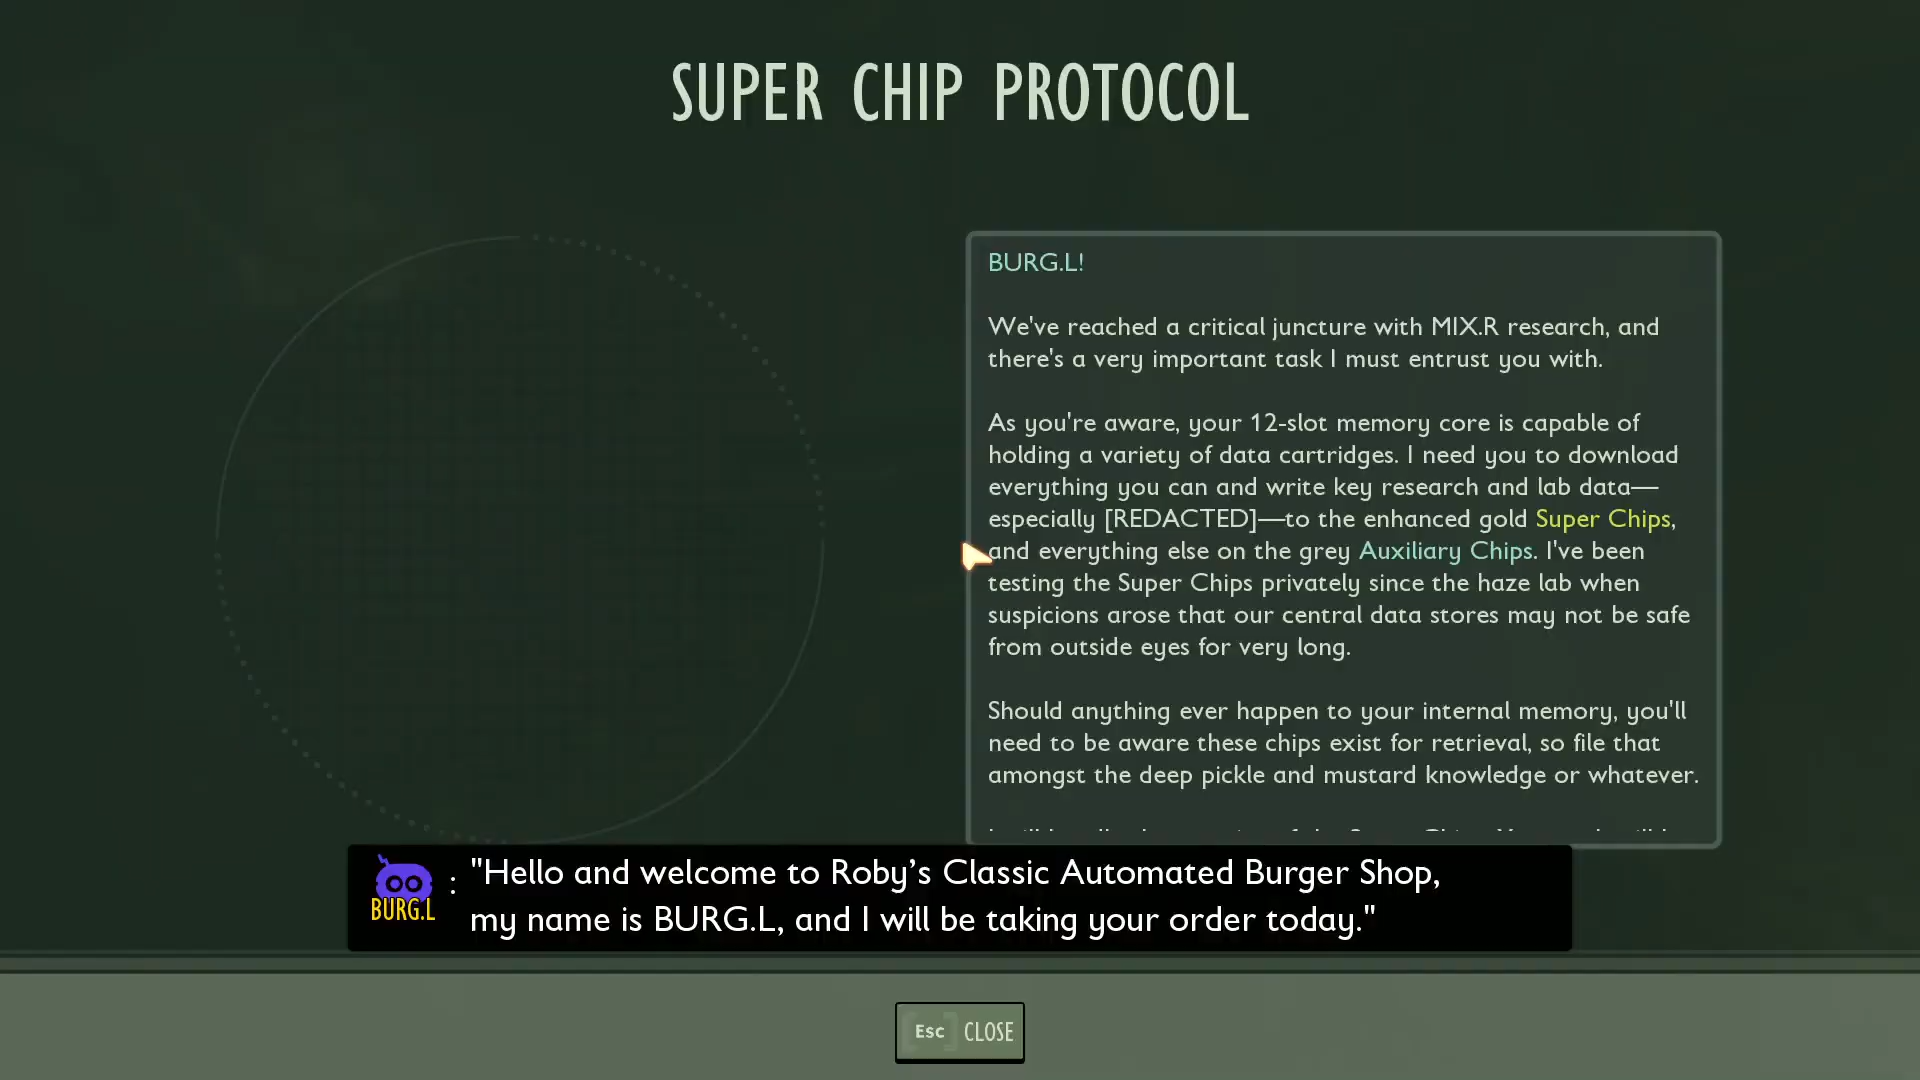 SUPER CHIP PROTOCOL
BURG.L!
We've reached a critical juncture with MIX.R research, and
there's a very important task I must entrust you with.
As you're aware, your 12-slot memory core is capable of
holding a variety of data cartridges. I need you to download
everything you can and write key research and lab data—
especially [REDACTED]—to the enhanced gold Super Chips,
and everything else on the grey Auxiliary Chips. I've been
testing the Super Chips privately since the haze lab when
suspicions arose that our central data stores may not be safe
from outside eyes for very long.
Should anything ever happen to your internal memory, you'll
need to be aware these chips exist for retrieval, so file that
amongst the deep pickle and mustard knowledge or whatever.
BURG.L : "Hello and welcome to Roby’s Classic Automated Burger Shop,
my name is BURG.L, and I will be taking your order today."
Esc CLOSE